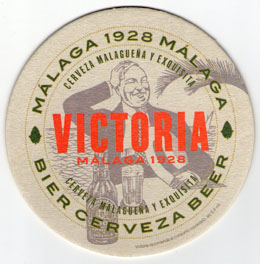 MÁLAGA 1928 MÁLAGA
CERVEZA MALAGUEÑA Y EXQUISITA
VICTORIA
MÁLAGA 1928
CERVEZA MALAGUEÑA Y EXQUISITA
BIER CERVEZA BEER